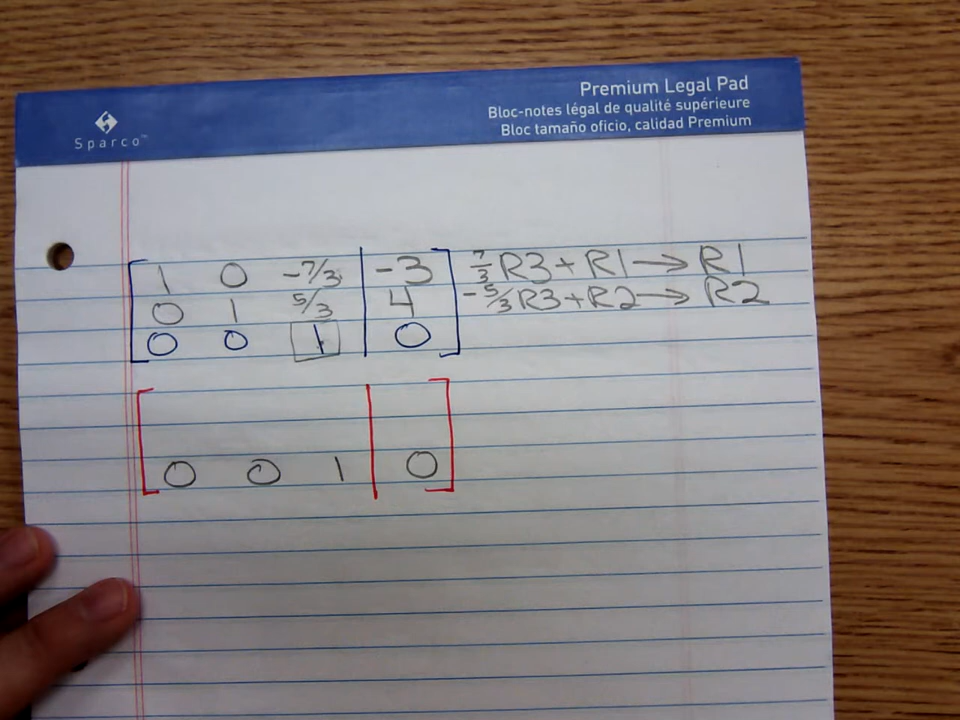 Premium Legal Pad
Bloc-notes légal de qualité supérieure
Bloc tamaño oficio, calidad Premium
Sparco™
1 0 -7/3 | -3 7/3 R3 + R1 → R1
0 1 5/3 | 4 -5/3 R3 + R2 → R2
0 0 1 | 0
0 0 1 | 0